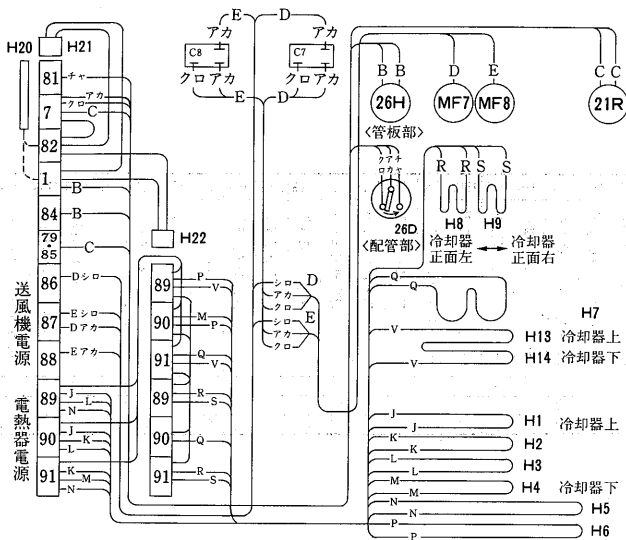 H20
H21
81
チャ
アカ
クロ
7
C
82
1
B
84
B
79
・
85
C
86
Dシロ
87
Eシロ
Dアカ
88
Eアカ
89
J
L
N
90
J
K
L
91
K
M
N
送風機電源
電熱器電源
H22
89
P
V
90
M
P
91
Q
V
89
R
S
90
Q
91
R
S
E
D
アカ
アカ
C8
C7
クロ アカ
クロ アカ
E
D
シロ
アカ
クロ
D
シロ
アカ
クロ
E
B
B
D
E
C
C
26H
MF7
MF8
21R
〈管板部〉
クロ
アカ
チャ
26D
〈配管部〉
R
R
S
S
H8
H9
冷却器
正面左
冷却器
正面右
Q
Q
H7
V
H13 冷却器上
V
H14 冷却器下
J
J
H1 冷却器上
K
K
H2
L
L
H3
M
M
H4 冷却器下
N
N
H5
P
P
H6